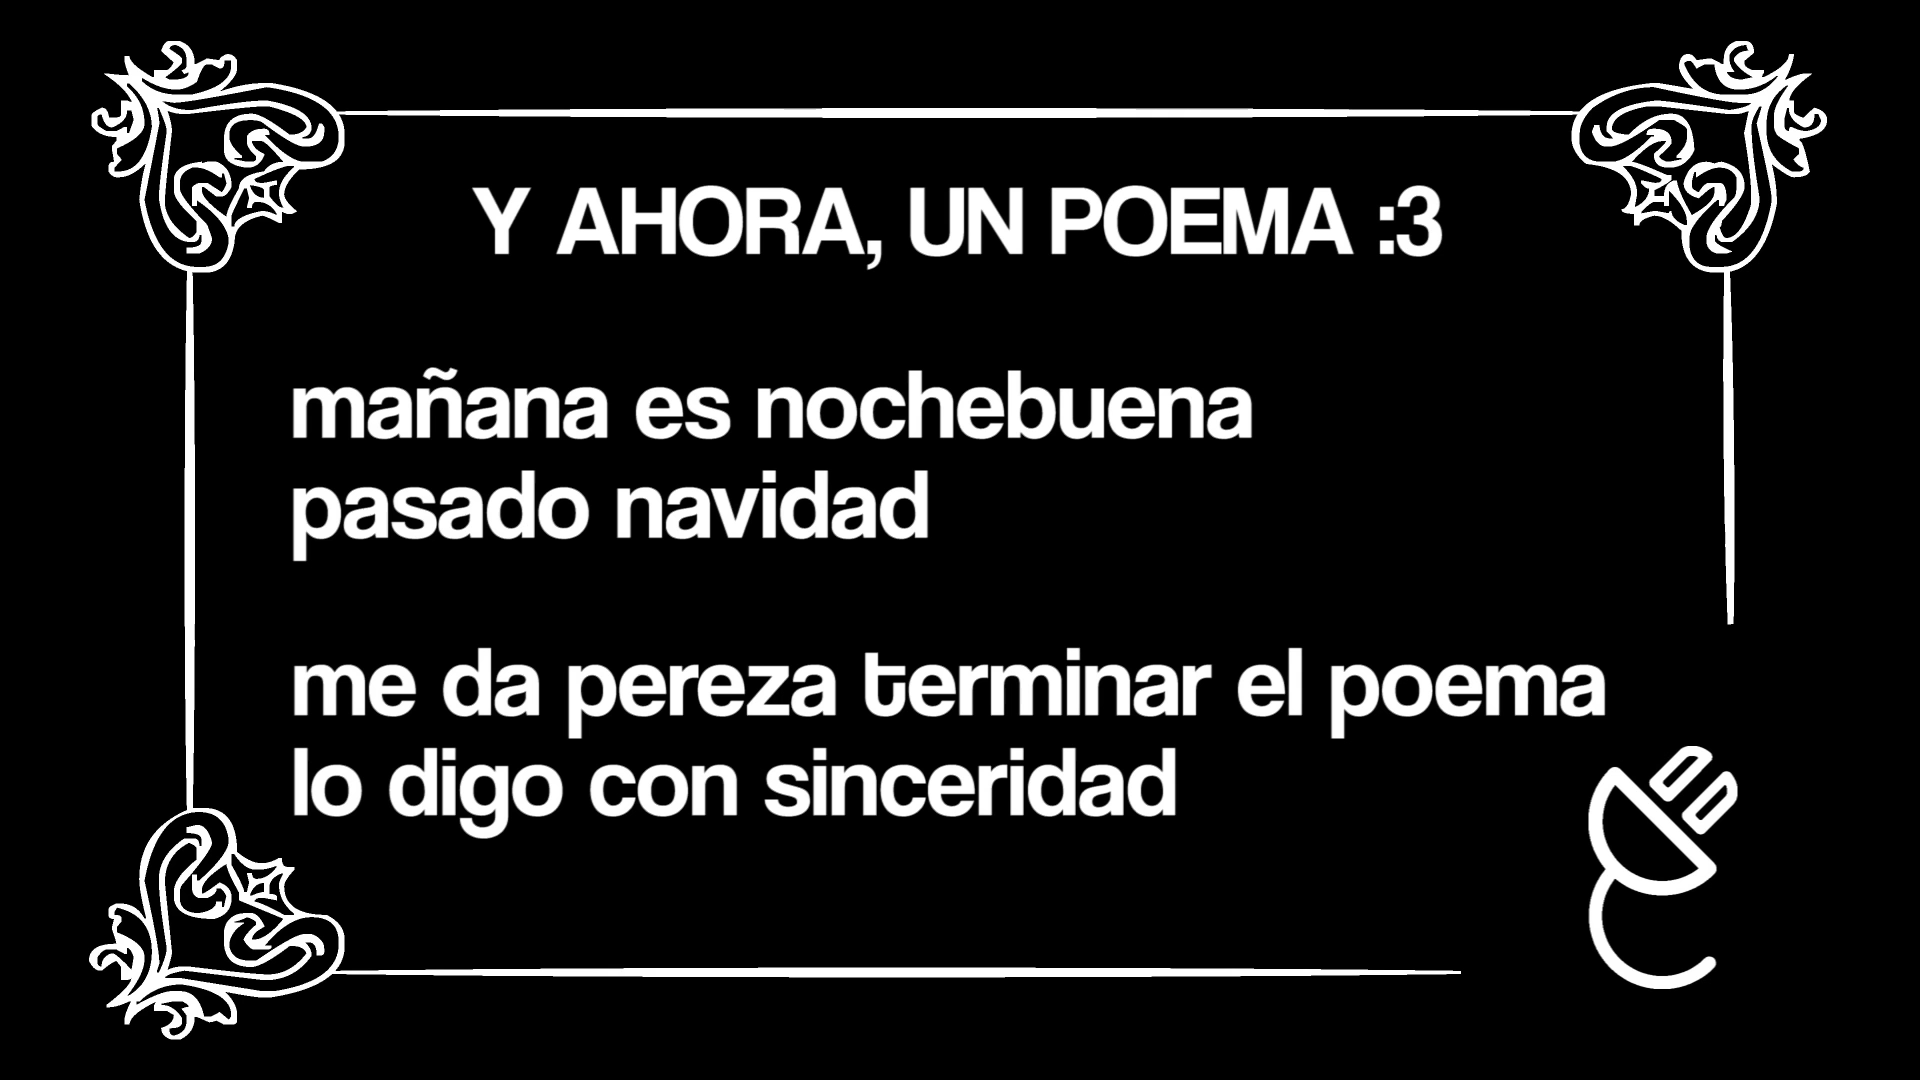 Y AHORA, UN POEMA :3
mañana es nochebuena
pasado navidad
me da pereza terminar el poema
lo digo con sinceridad